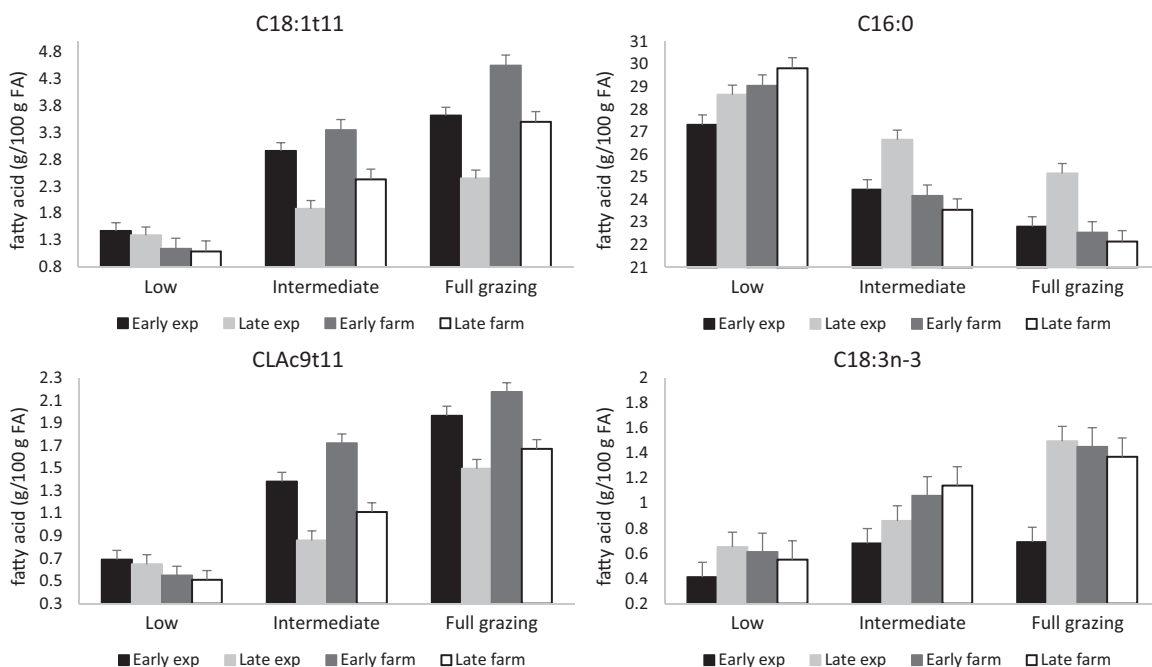 C18:1t11
fatty acid (g/100 g FA)
4.8
4.3
3.8
3.3
2.8
2.3
1.8
1.3
0.8
Low Intermediate Full grazing
Early exp Late exp Early farm Late farm
C16:0
fatty acid (g/100 g FA)
31
30
29
28
27
26
25
24
23
22
21
Low Intermediate Full grazing
Early exp Late exp Early farm Late farm
CLAc9t11
fatty acid (g/100 g FA)
2.3
2.1
1.9
1.7
1.5
1.3
1.1
0.9
0.7
0.5
0.3
Low Intermediate Full grazing
Early exp Late exp Early farm Late farm
C18:3n-3
fatty acid (g/100 g FA)
2
1.8
1.6
1.4
1.2
1
0.8
0.6
0.4
0.2
Low Intermediate Full grazing
Early exp Late exp Early farm Late farm